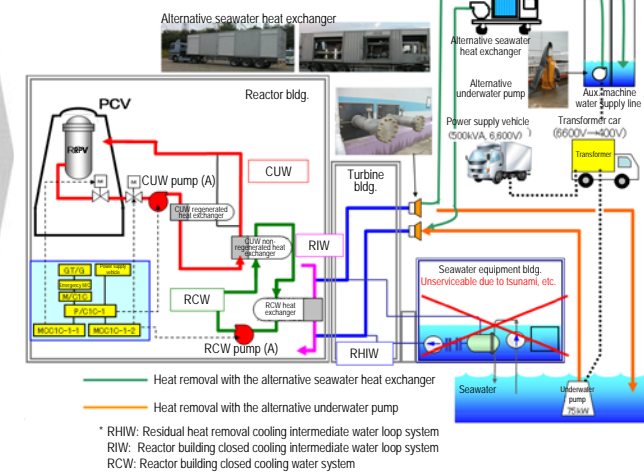 Alternative seawater heat exchanger
Alternative seawater
heat exchanger
Alternative
underwater pump
Aux. machine
water supply line
Reactor bldg.
PCV
Power supply vehicle
(500kVA, 6,600V)
Transformer car
(6600V→400V)
Transformer
RPV
CUW
Turbine
bldg.
CUW pump (A)
CUW regenerated
heat exchanger
CUW non-
regenerated heat
exchanger
RIW
Seawater equipment bldg.
Unserviceable due to tsunami, etc.
GT/G
Power supply
vehicle
Emergency M/C
M/C1C
P/C1C-1
MCC1C-1-1
MCC1C-1-2
RCW
RCW heat
exchanger
RCW pump (A)
RHIW
Seawater
Underwater
pump
75kW
Heat removal with the alternative seawater heat exchanger
Heat removal with the alternative underwater pump
* RHIW: Residual heat removal cooling intermediate water loop system
RIW: Reactor building closed cooling intermediate water loop system
RCW: Reactor building closed cooling water system